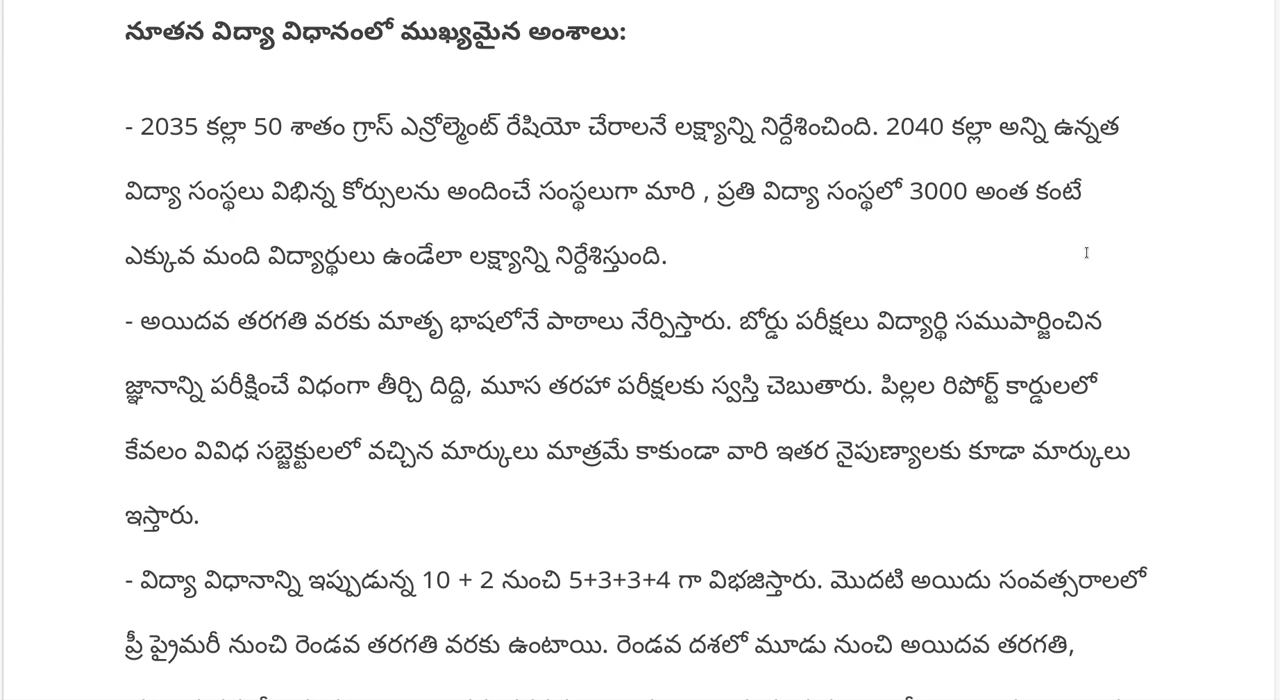 నూతన విద్యా విధానంలో ముఖ్యమైన అంశాలు:
- 2035 కల్లా 50 శాతం గ్రాస్ ఎన్రోల్మెంట్ రేషియో చేరాలనే లక్ష్యాన్ని నిర్దేశించింది. 2040 కల్లా అన్ని ఉన్నత
విద్యా సంస్థలు విభిన్న కోర్సులను అందించే సంస్థలుగా మారి , ప్రతి విద్యా సంస్థలో 3000 అంత కంటే
ఎక్కువ మంది విద్యార్థులు ఉండేలా లక్ష్యాన్ని నిర్దేశిస్తుంది.
- అయిదవ తరగతి వరకు మాతృ భాషలోనే పాఠాలు నేర్పిస్తారు. బోర్డు పరీక్షలు విద్యార్థి సముపార్జించిన
జ్ఞానాన్ని పరీక్షించే విధంగా తీర్చి దిద్ది, మూస తరహా పరీక్షలకు స్వస్తి చెబుతారు. పిల్లల రిపోర్ట్ కార్డులలో
కేవలం వివిధ సబ్జెక్టులలో వచ్చిన మార్కులు మాత్రమే కాకుండా వారి ఇతర నైపుణ్యాలకు కూడా మార్కులు
ఇస్తారు.
- విద్యా విధానాన్ని ఇప్పుడున్న 10 + 2 నుంచి 5+3+3+4 గా విభజిస్తారు. మొదటి అయిదు సంవత్సరాలలో
ప్రీ ప్రైమరీ నుంచి రెండవ తరగతి వరకు ఉంటాయి. రెండవ దశలో మూడు నుంచి అయిదవ తరగతి,